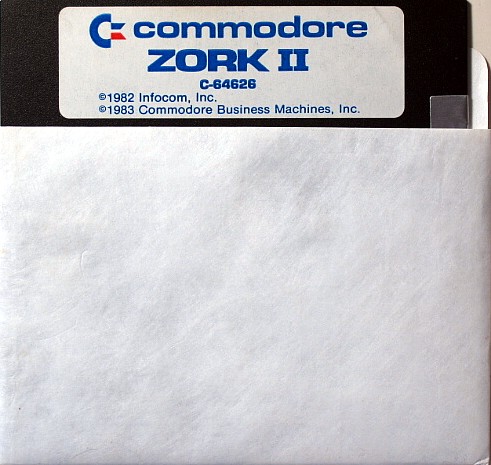 commodore
ZORK II
C-64626
©1982 Infocom, Inc.
©1983 Commodore Business Machines, Inc.